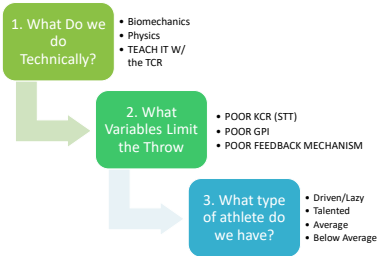 1. What Do we
do
Technically?
• Biomechanics
• Physics
• TEACH IT W/
the TCR
2. What
Variables Limit
the Throw
• POOR KCR (STT)
• POOR GPI
• POOR FEEDBACK MECHANISM
3. What type
of athlete do
we have?
• Driven/Lazy
• Talented
• Average
• Below Average